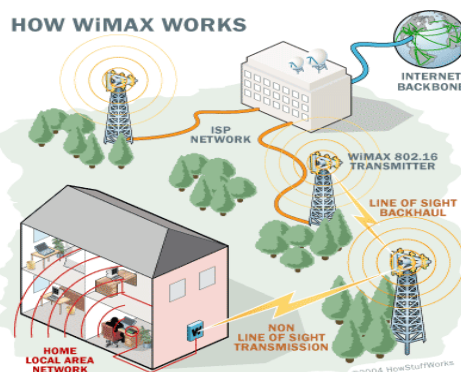 HOW WiMAX WORKS
INTERNET
BACKBONE
ISP
NETWORK
WiMAX 802.16
TRANSMITTER
LINE OF SIGHT
BACKHAUL
NON
LINE OF SIGHT
TRANSMISSION
HOME
LOCAL AREA
NETWORK
©2004 HowStuffWorks